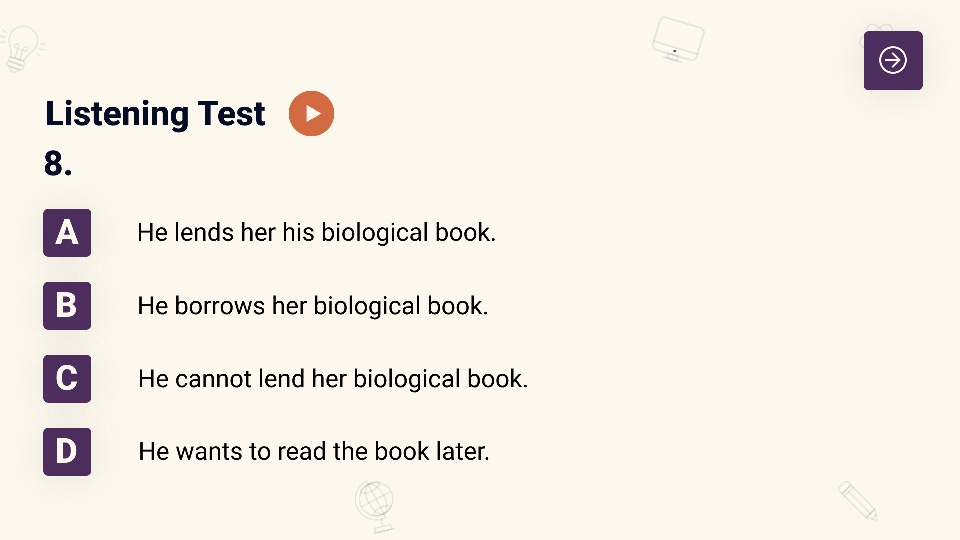 Listening Test
8.
A He lends her his biological book.
B He borrows her biological book.
C He cannot lend her biological book.
D He wants to read the book later.